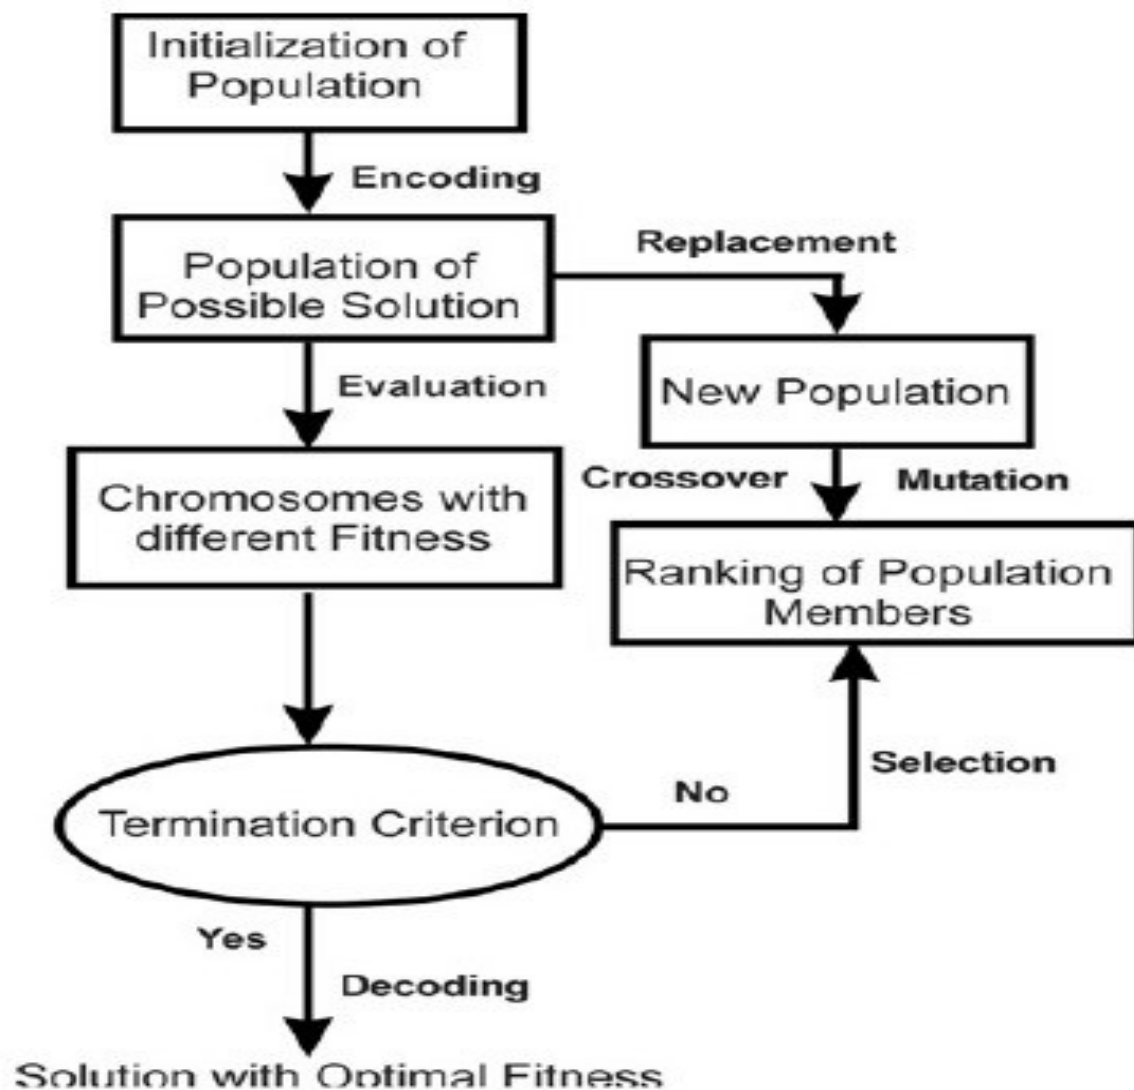 Initialization of
Population
Encoding
Population of
Possible Solution
Replacement
Evaluation
New Population
Crossover
Mutation
Chromosomes with
different Fitness
Ranking of Population
Members
Termination Criterion
No
Selection
Yes
Decoding
Solution with Optimal Fitness